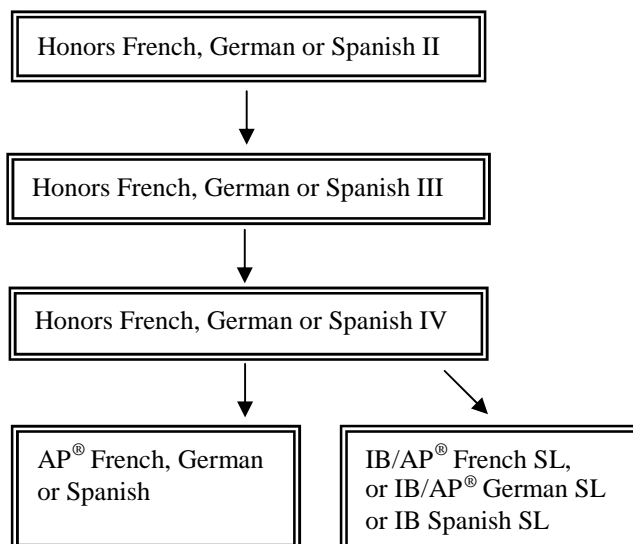 Honors French, German or Spanish II
Honors French, German or Spanish III
Honors French, German or Spanish IV
AP® French, German
or Spanish
IB/AP® French SL,
or IB/AP® German SL
or IB Spanish SL